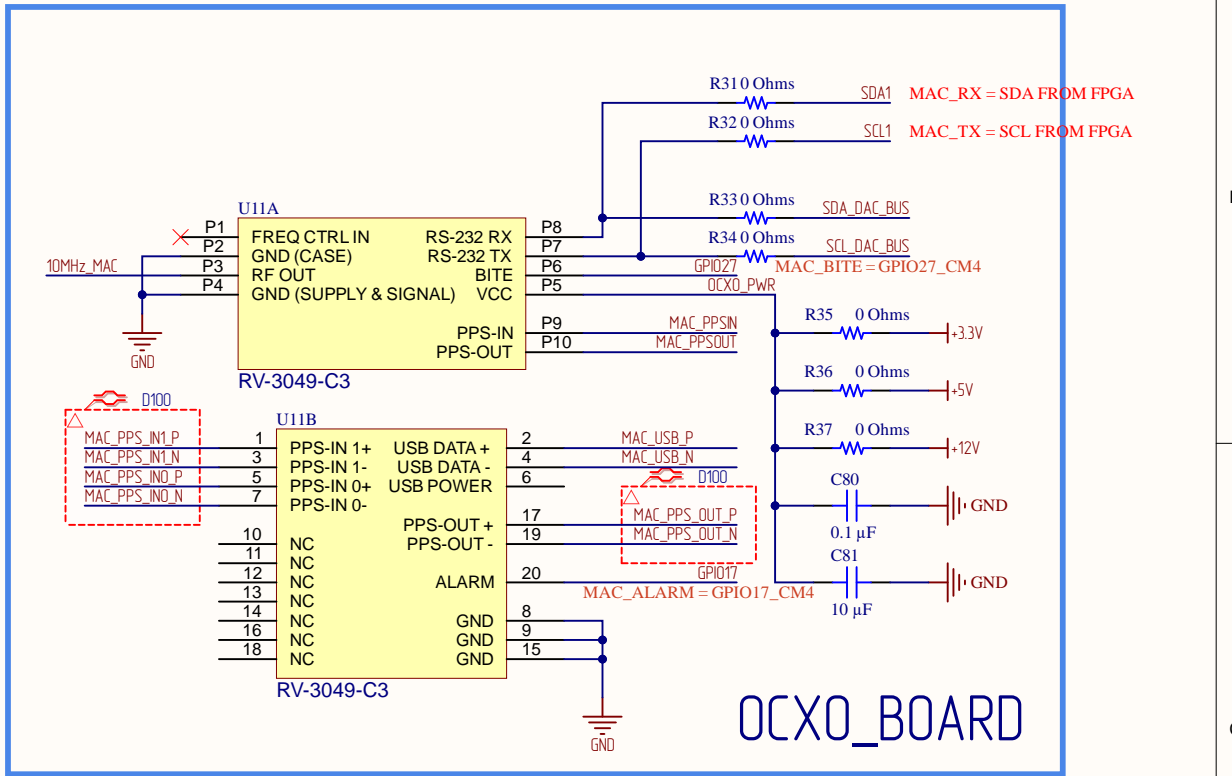 R31 0 Ohms
SDA1 MAC_RX = SDA FROM FPGA
R32 0 Ohms
SCL1 MAC_TX = SCL FROM FPGA
R33 0 Ohms
SDA_DAC_BUS
R34 0 Ohms
SCL_DAC_BUS
U11A
P1 FREQ CTRL IN RS-232 RX P8
P2 GND (CASE) RS-232 TX P7
10MHz_MAC P3 RF OUT BITE P6 GPIO27 MAC_BITE = GPIO27_CM4
P4 GND (SUPPLY & SIGNAL) VCC P5 OCXO_PWR
PPS-IN P9 MAC_PPSIN
PPS-OUT P10 MAC_PPSOUT
GND
RV-3049-C3
R35 0 Ohms +3.3V
R36 0 Ohms +5V
R37 0 Ohms +12V
C80 GND
0.1 µF
C81 GND
10 µF
D100
U11B
MAC_PPS_IN1_P 1 PPS-IN 1+ USB DATA + 2 MAC_USB_P
MAC_PPS_IN1_N 3 PPS-IN 1- USB DATA - 4 MAC_USB_N
MAC_PPS_IN0_P 5 PPS-IN 0+ USB POWER 6
D100
MAC_PPS_IN0_N 7 PPS-IN 0-
PPS-OUT + 17 MAC_PPS_OUT_P
10 NC PPS-OUT - 19 MAC_PPS_OUT_N
11 NC
12 NC ALARM 20 GPIO17
MAC_ALARM = GPIO17_CM4
13 NC
14 NC GND 8
16 NC GND 9
18 NC GND 15
RV-3049-C3
GND
OCXO_BOARD